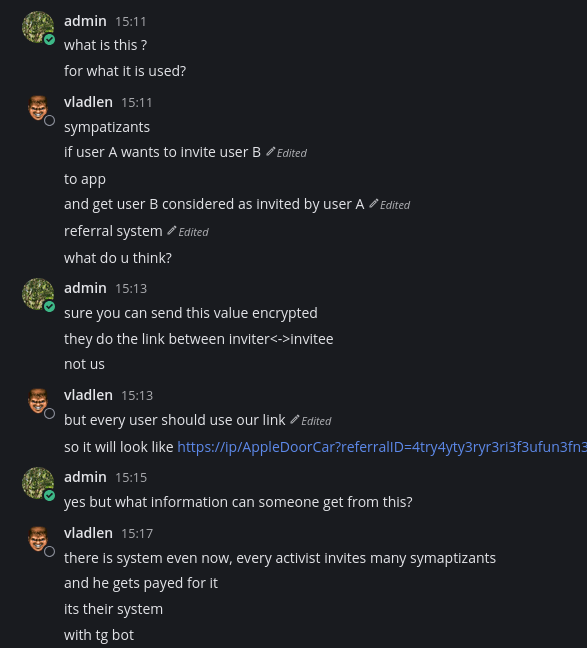 admin 15:11
what is this ?
for what it is used?
vladlen 15:11
sympatizants
if user A wants to invite user B Edited
to app
and get user B considered as invited by user A Edited
referral system Edited
what do u think?
admin 15:13
sure you can send this value encrypted
they do the link between inviter<->invitee
not us
vladlen 15:13
but every user should use our link Edited
so it will look like https://ip/AppleDoorCar?referralID=4try4yty3ryr3ri3f3ufun3fn3
admin 15:15
yes but what information can someone get from this?
vladlen 15:17
there is system even now, every activist invites many symaptizants
and he gets payed for it
its their system
with tg bot